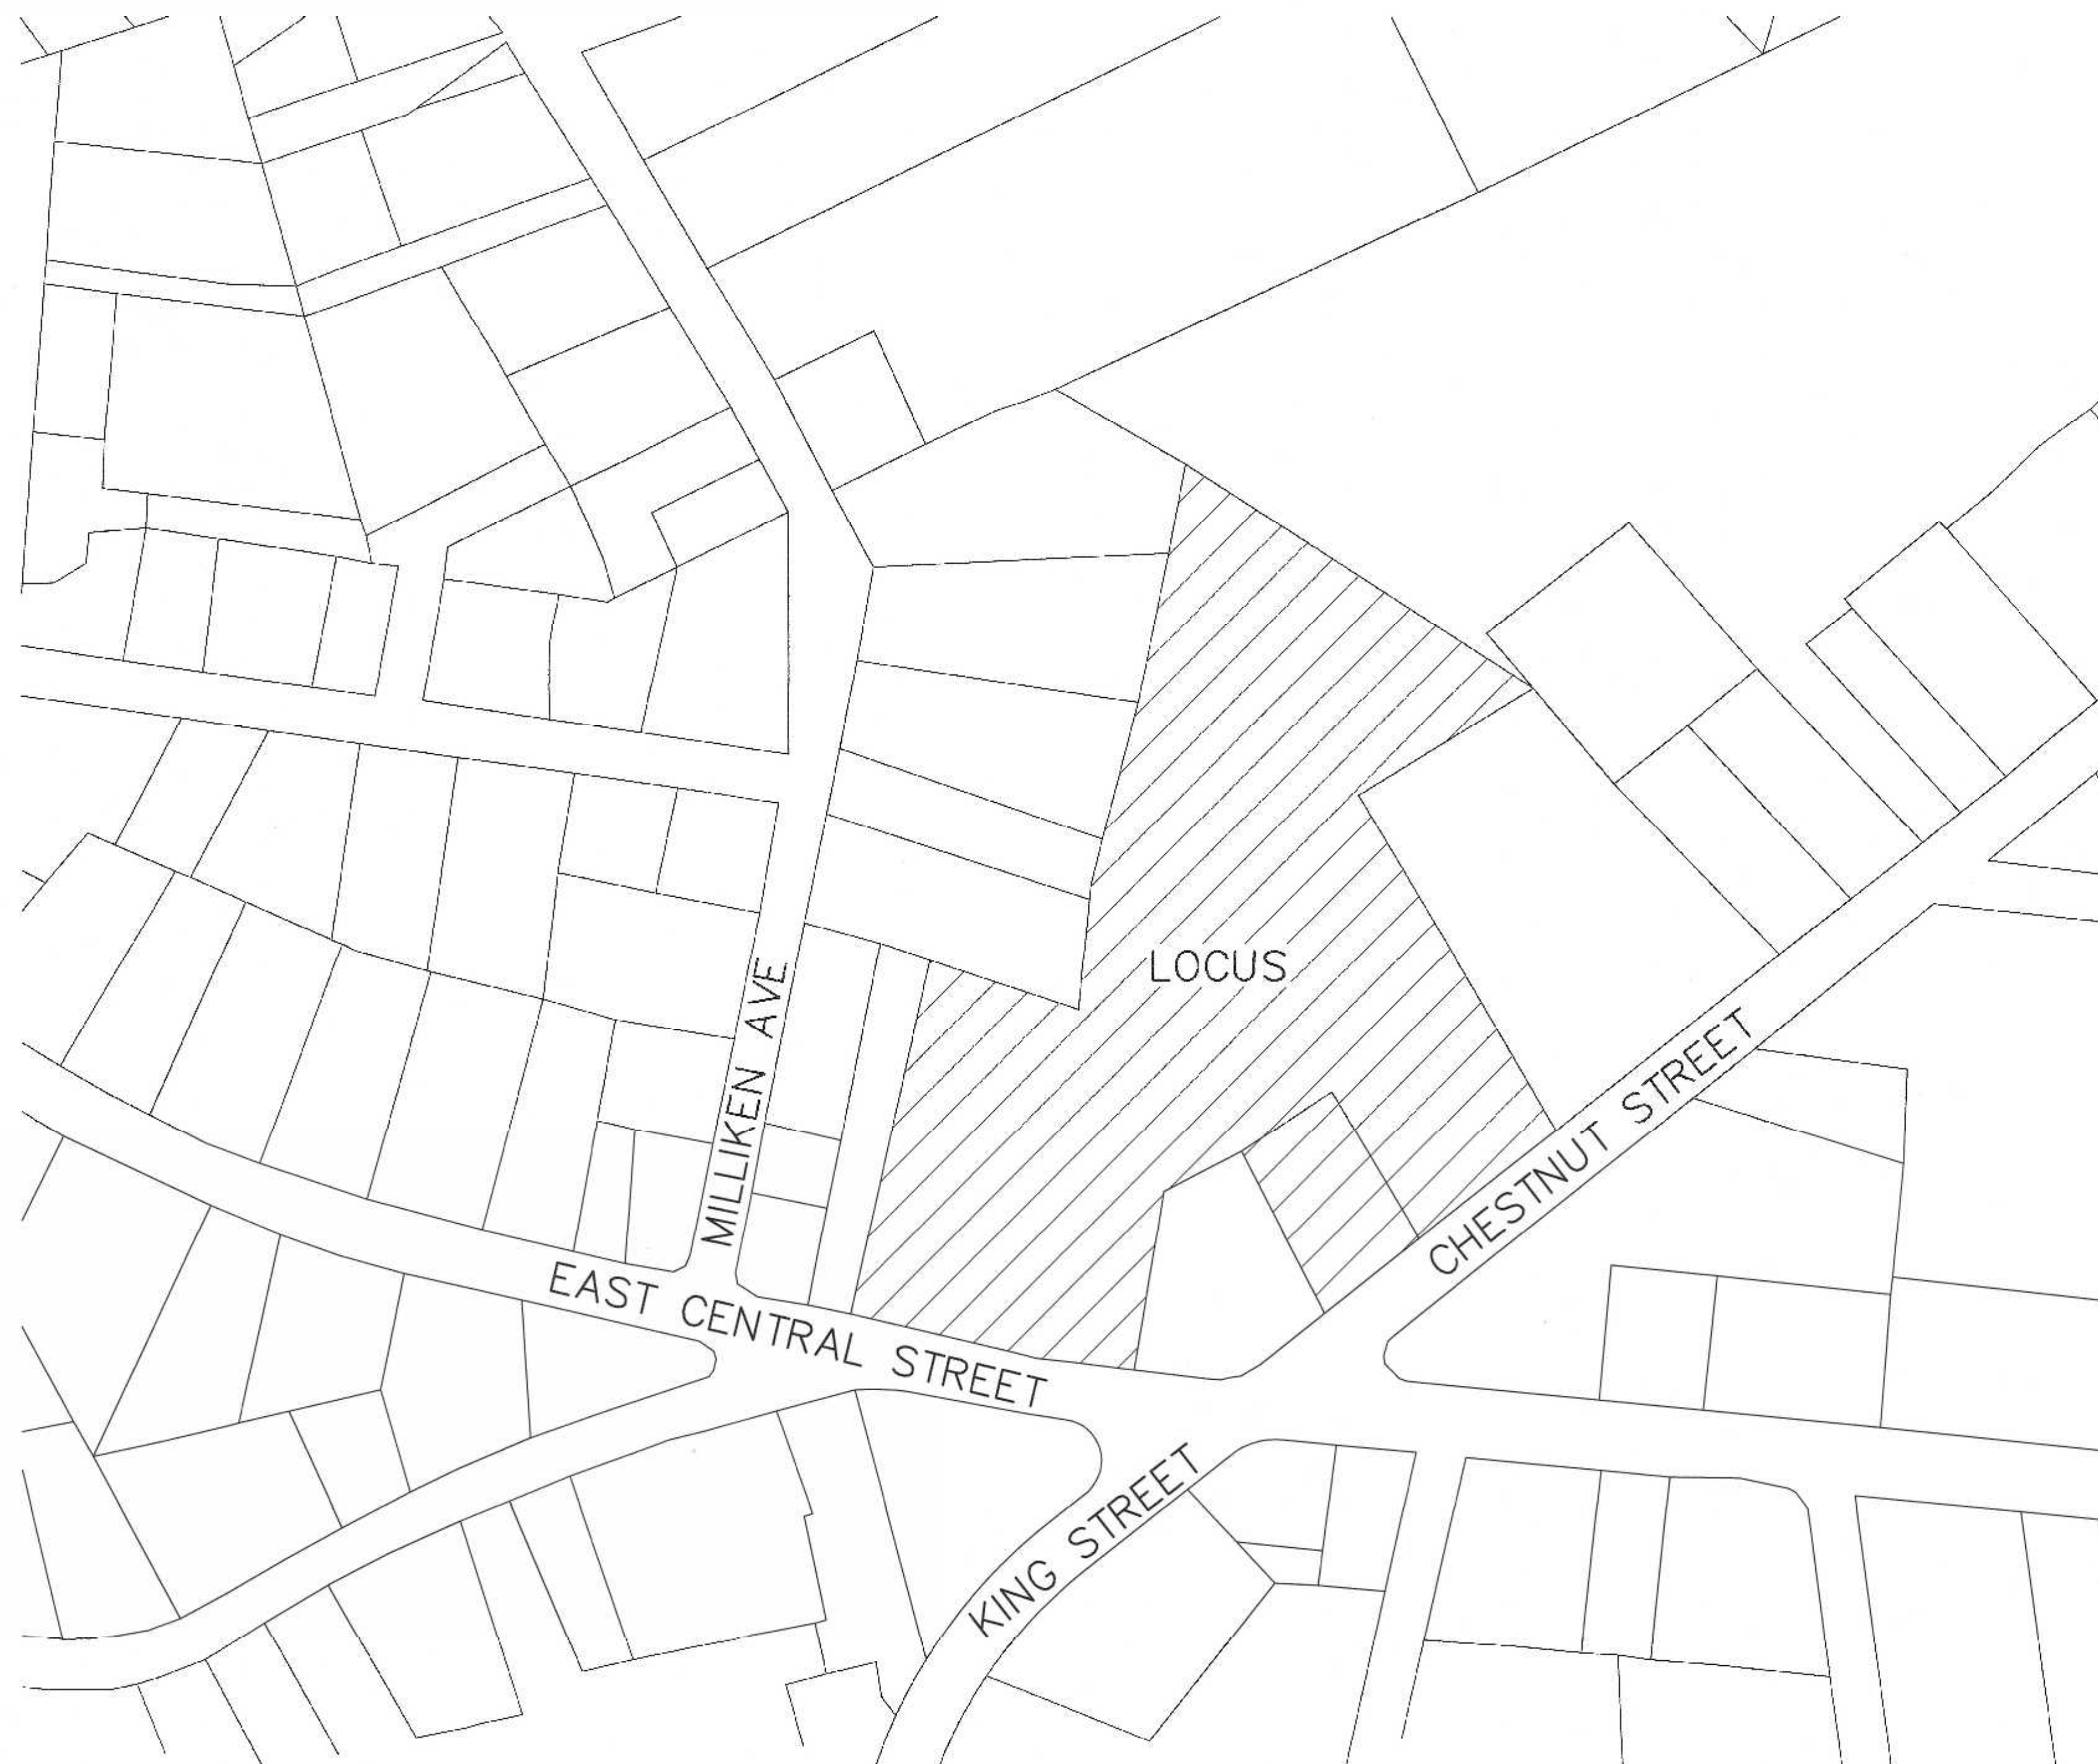 LOCUS
MILLIKEN AVE
CHESTNUT STREET
EAST CENTRAL STREET
KING STREET